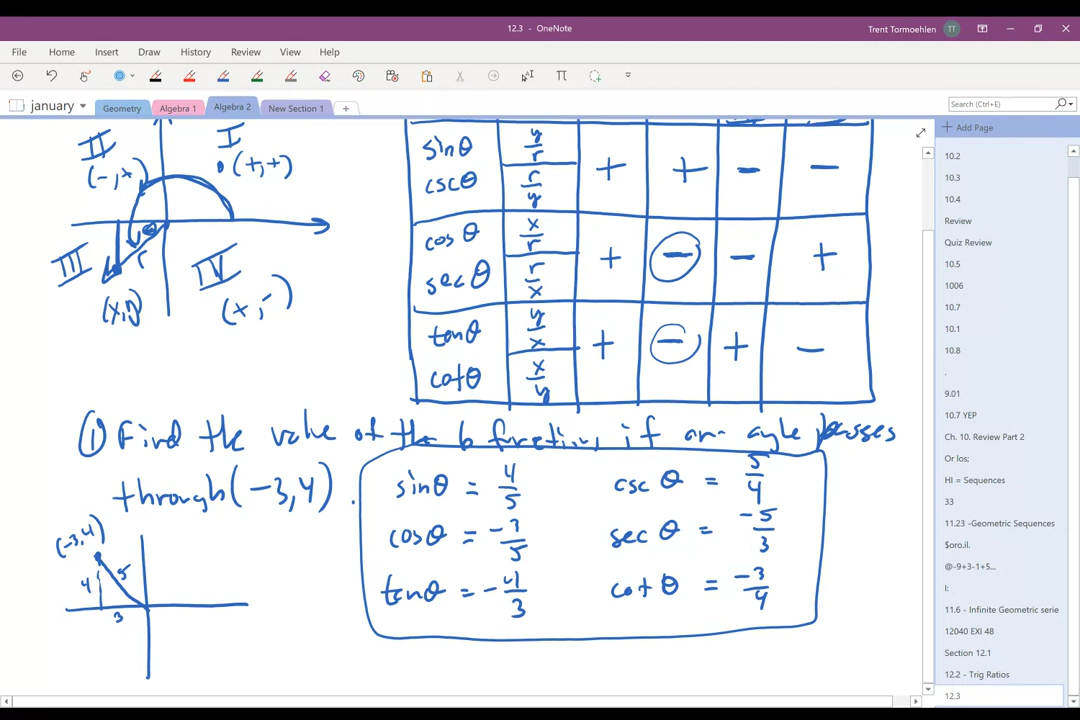 12.3 - OneNote
Trent Tormoehlen TT
File Home Insert Draw History Review View Help
january Geometry Algebra 1 Algebra 2 New Section 1 +
Search (Ctrl+E)
Add Page
10.2
10.3
10.4
Review
Quiz Review
10.5
1006
10.7
10.1
10.8
.
9.01
10.7 YEP
Ch. 10. Review Part 2
Or los;
HI = Sequences
33
11.23 -Geometric Sequences
$oro.il.
@-9+3-1+5...
I:
11.6 - Infinite Geometric serie
12040 EXI 48
Section 12.1
12.2 - Trig Ratios
12.3
II I
(-,+) (+,+)
θ
r
III IV
(x,y) (x,-)
sinθ y/r + + - -
cscθ r/y
cosθ x/r + - - +
secθ r/x
tanθ y/x + - + -
cotθ x/y
① Find the value of the 6 functions if an angle passes
through (-3,4).
sinθ = 4/5 cscθ = 5/4
cosθ = -3/5 secθ = -5/3
tanθ = -4/3 cotθ = -3/4
(-3,4)
4 5
3